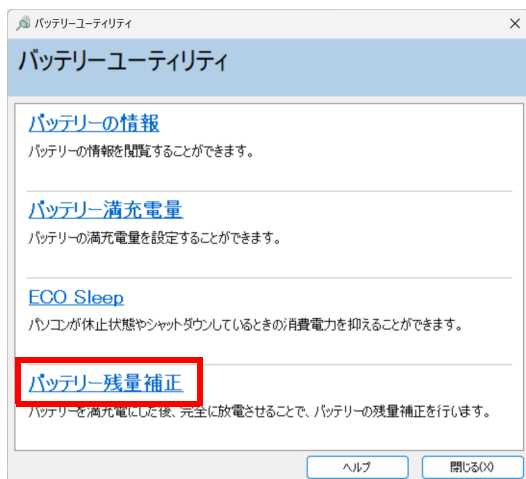 バッテリーユーティリティ
バッテリーユーティリティ
バッテリーの情報
バッテリーの情報を閲覧することができます。
バッテリー満充電量
バッテリーの満充電量を設定することができます。
ECO Sleep
パソコンが休止状態やシャットダウンしているときの消費電力を抑えることができます。
バッテリー残量補正
バッテリーを満充電にした後、完全に放電させることで、バッテリーの残量補正を行います。
ヘルプ
閉じる(X)